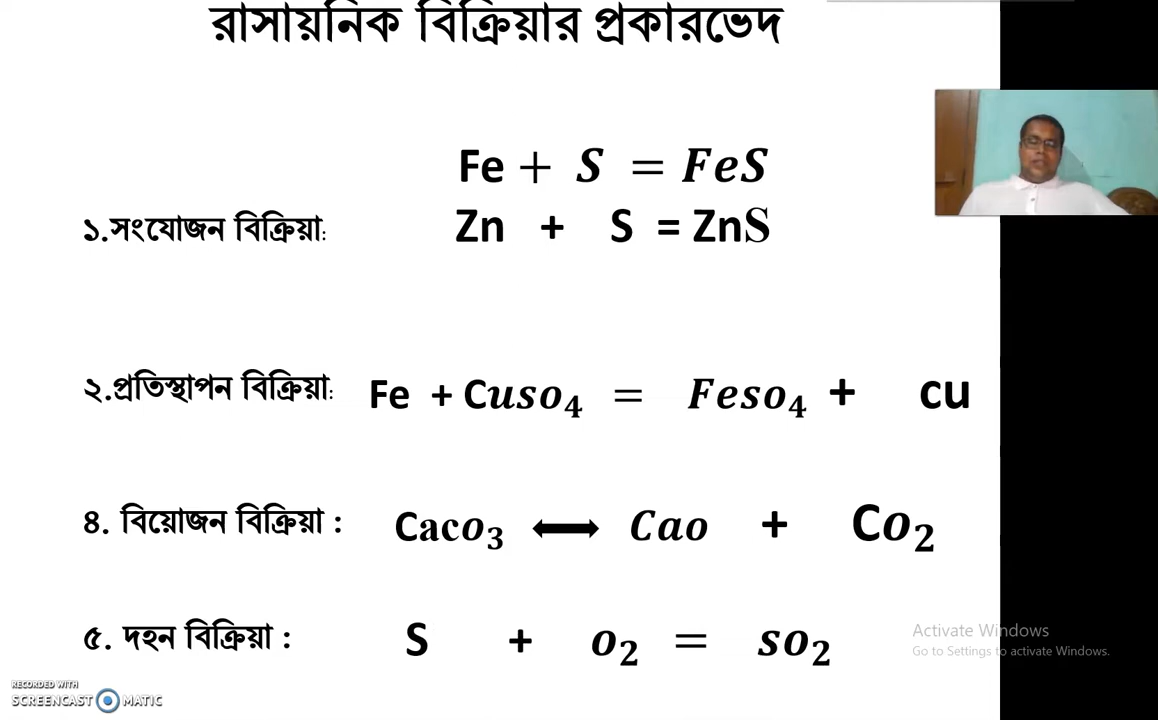 রাসায়নিক বিক্রিয়ার প্রকারভেদ
Fe + S = FeS
১.সংযোজন বিক্রিয়া: Zn + S = ZnS
২.প্রতিস্থাপন বিক্রিয়া: Fe + Cuso₄ = Feso₄ + cu
৪. বিয়োজন বিক্রিয়া : Caco₃ ⟷ Cao + Co₂
৫. দহন বিক্রিয়া : S + o₂ = so₂
Activate Windows
Go to Settings to activate Windows.
RECORDED WITH
SCREENCAST MATIC